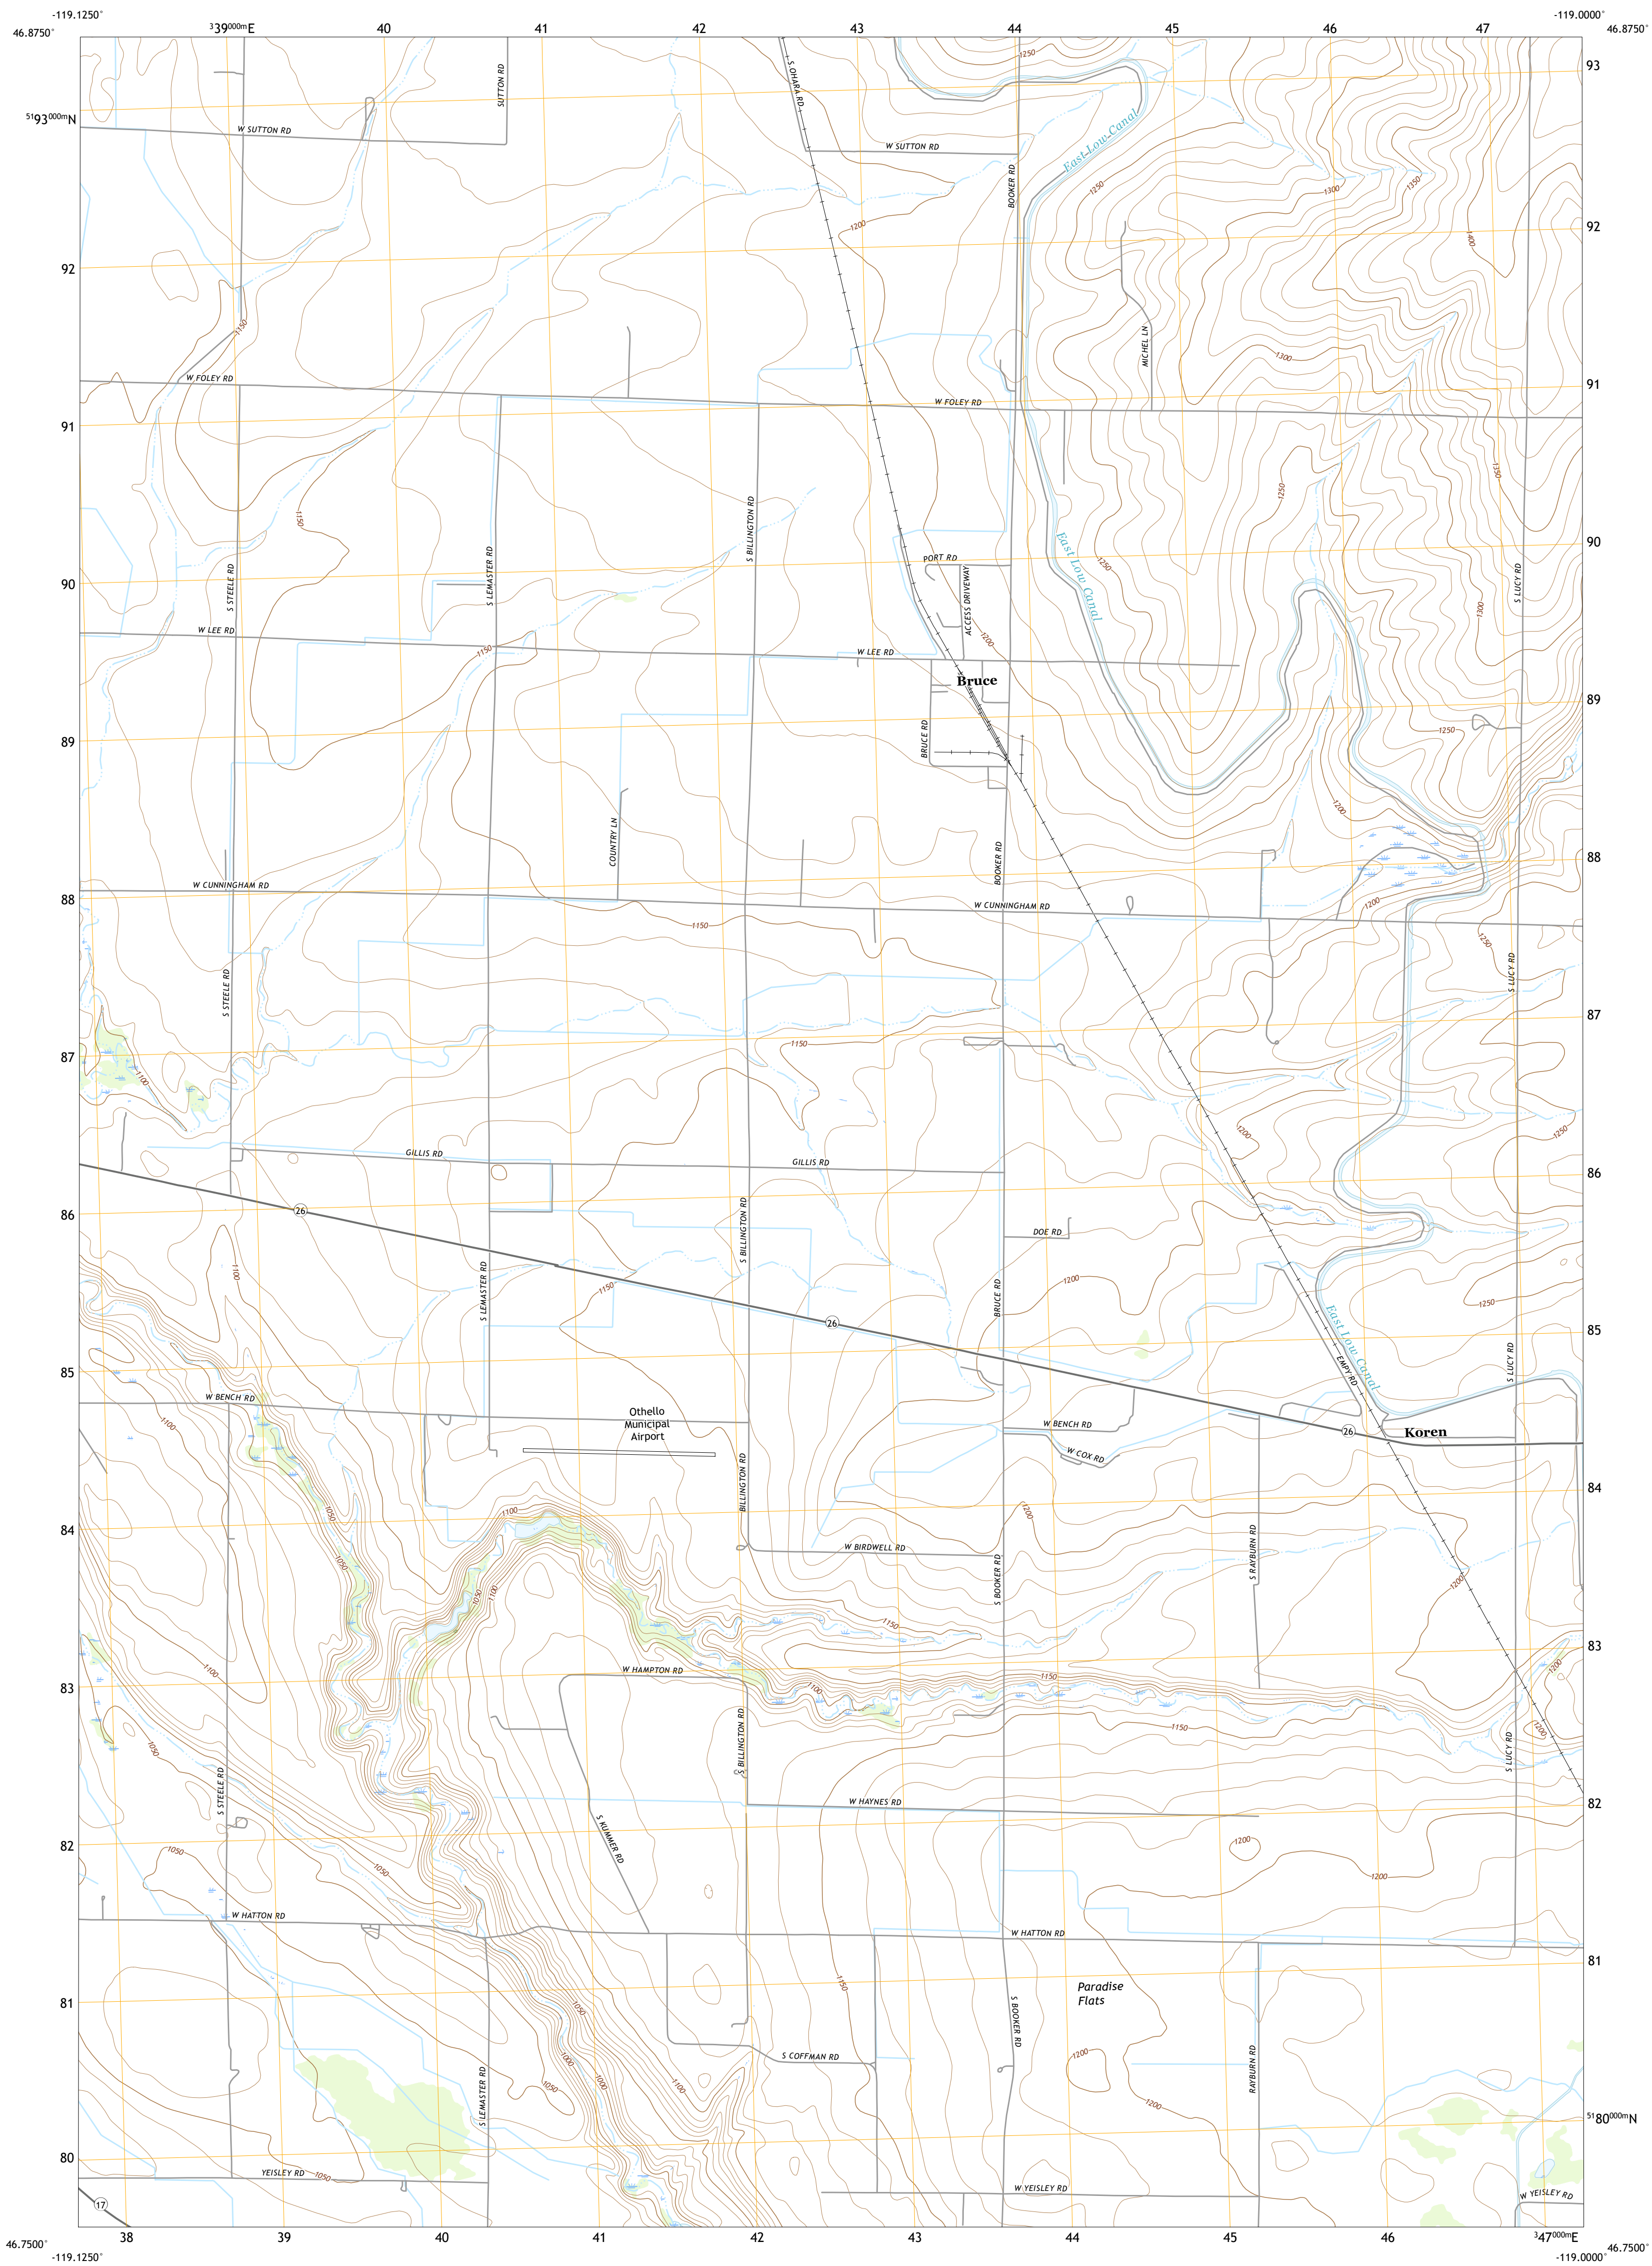 -119.1250°
-119.0000°
46.8750°
³39⁰⁰⁰ᵐE
40
41
42
43
44
45
46
47
46.8750°
93
⁵¹93⁰⁰⁰ᵐN
SUTTON RD
S OHARA RD
1250
W SUTTON RD
W SUTTON RD
East Low Canal
BOOKER RD
1250
1300
1350
1400
1200
92
92
1150
MICHEL LN
1300
W FOLEY RD
W FOLEY RD
91
91
1350
1250
1150
S BILLINGTON RD
90
East Low Canal
PORT RD
1250
S STEELE RD
S LEMASTER RD
ACCESS DRIVEWAY
S LUCY RD
90
1300
W LEE RD
1150
W LEE RD
1200
Bruce
89
BRUCE RD
1250
89
1200
COUNTRY LN
BOOKER RD
88
W CUNNINGHAM RD
88
1200
W CUNNINGHAM RD
1150
1250
S STEELE RD
S LUCY RD
87
87
1150
1100
1200
1250
GILLIS RD
GILLIS RD
86
86
26
DOE RD
S BILLINGTON RD
1100
1200
1150
S LEMASTER RD
BRUCE RD
1250
26
East Low Canal
85
85
EMPY RD
S LUCY RD
W BENCH RD
Othello
Municipal
Airport
1100
W BENCH RD
26
Koren
W COX RD
BILLINGTON RD
84
1100
1200
1050
84
W BIRDWELL RD
S RAYBURN RD
1050
S BOOKER RD
1050
1100
1200
1150
83
W HAMPTON RD
1100
1150
1200
83
1100
1150
1200
S BILLINGTON RD
1050
S LUCY RD
S STEELE RD
W HAYNES RD
82
S KUMMER RD
82
1050
1050
1200
1200
W HATTON RD
W HATTON RD
81
1150
Paradise
Flats
81
1050
S BOOKER RD
S COFFMAN RD
1000
1000
1100
1200
RAYBURN RD
1050
S LEMASTER RD
1200
⁵¹80⁰⁰⁰ᵐN
80
YEISLEY RD
1050
W YEISLEY RD
W YEISLEY RD
17
38
39
40
41
42
43
44
45
46
³47⁰⁰⁰ᵐE
46.7500°
46.7500°
-119.1250°
-119.0000°